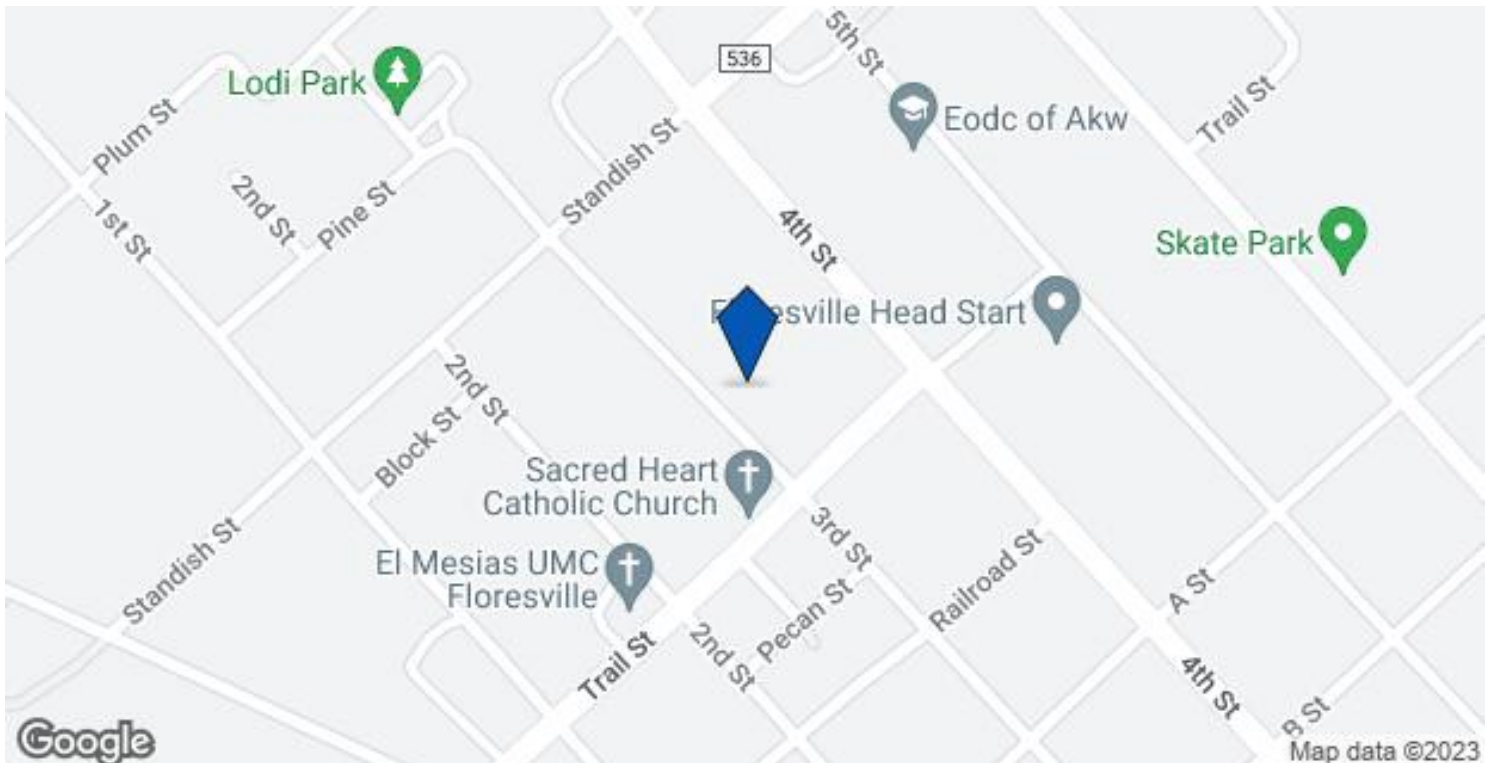 536
5th St
Lodi Park
Eodc of Akw
Trail St
Plum St
Standish St
2nd St
Pine St
1st St
4th St
Skate Park
Head Start
2nd St
Block St
Sacred Heart
Catholic Church
3rd St
Standish St
El Mesias UMC
Floresville
Railroad St
Pecan St
A St
Trail St
2nd St
4th St
B St
Google
Map data ©2023